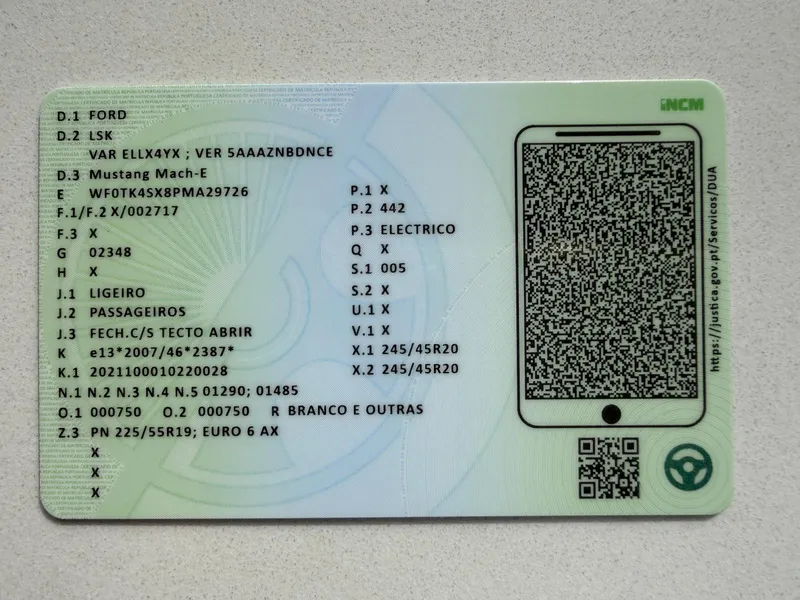 iNCM
D.1 FORD
D.2 LSK
VAR ELLX4YX ; VER 5AAAZNBDNCE
D.3 Mustang Mach-E
E WF0TK4SX8PMA29726
F.1/F.2 X/002717
F.3 X
G 02348
H X
J.1 LIGEIRO
J.2 PASSAGEIROS
J.3 FECH.C/S TECTO ABRIR
K e13*2007/46*2387*
K.1 2021100010220028
N.1 N.2 N.3 N.4 N.5 01290; 01485
O.1 000750 O.2 000750 R BRANCO E OUTRAS
Z.3 PN 225/55R19; EURO 6 AX
X
X
X
P.1 X
P.2 442
P.3 ELECTRICO
Q X
S.1 005
S.2 X
U.1 X
V.1 X
X.1 245/45R20
X.2 245/45R20
https://justica.gov.pt/Servicos/DUA